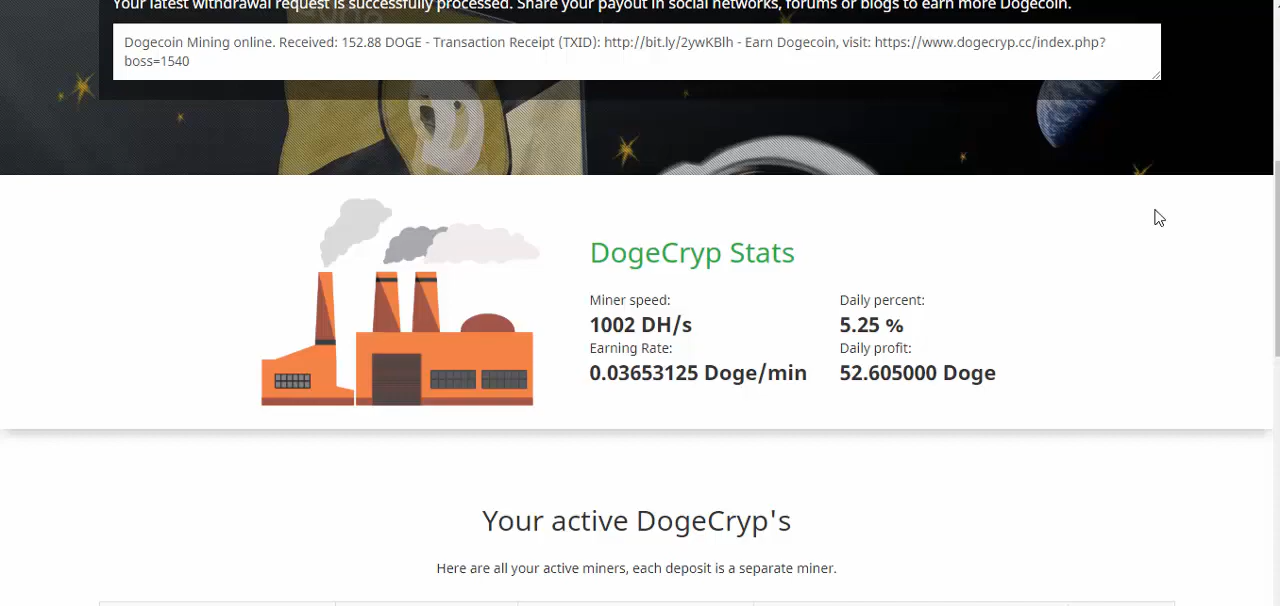 Your latest withdrawal request is successfully processed. Share your payout in social networks, forums or blogs to earn more Dogecoin.
Dogecoin Mining online. Received: 152.88 DOGE - Transaction Receipt (TXID): http://bit.ly/2ywKBlh - Earn Dogecoin, visit: https://www.dogecryp.cc/index.php?
boss=1540
DogeCryp Stats
Miner speed: Daily percent:
1002 DH/s 5.25 %
Earning Rate: Daily profit:
0.03653125 Doge/min 52.605000 Doge
Your active DogeCryp's
Here are all your active miners, each deposit is a separate miner.